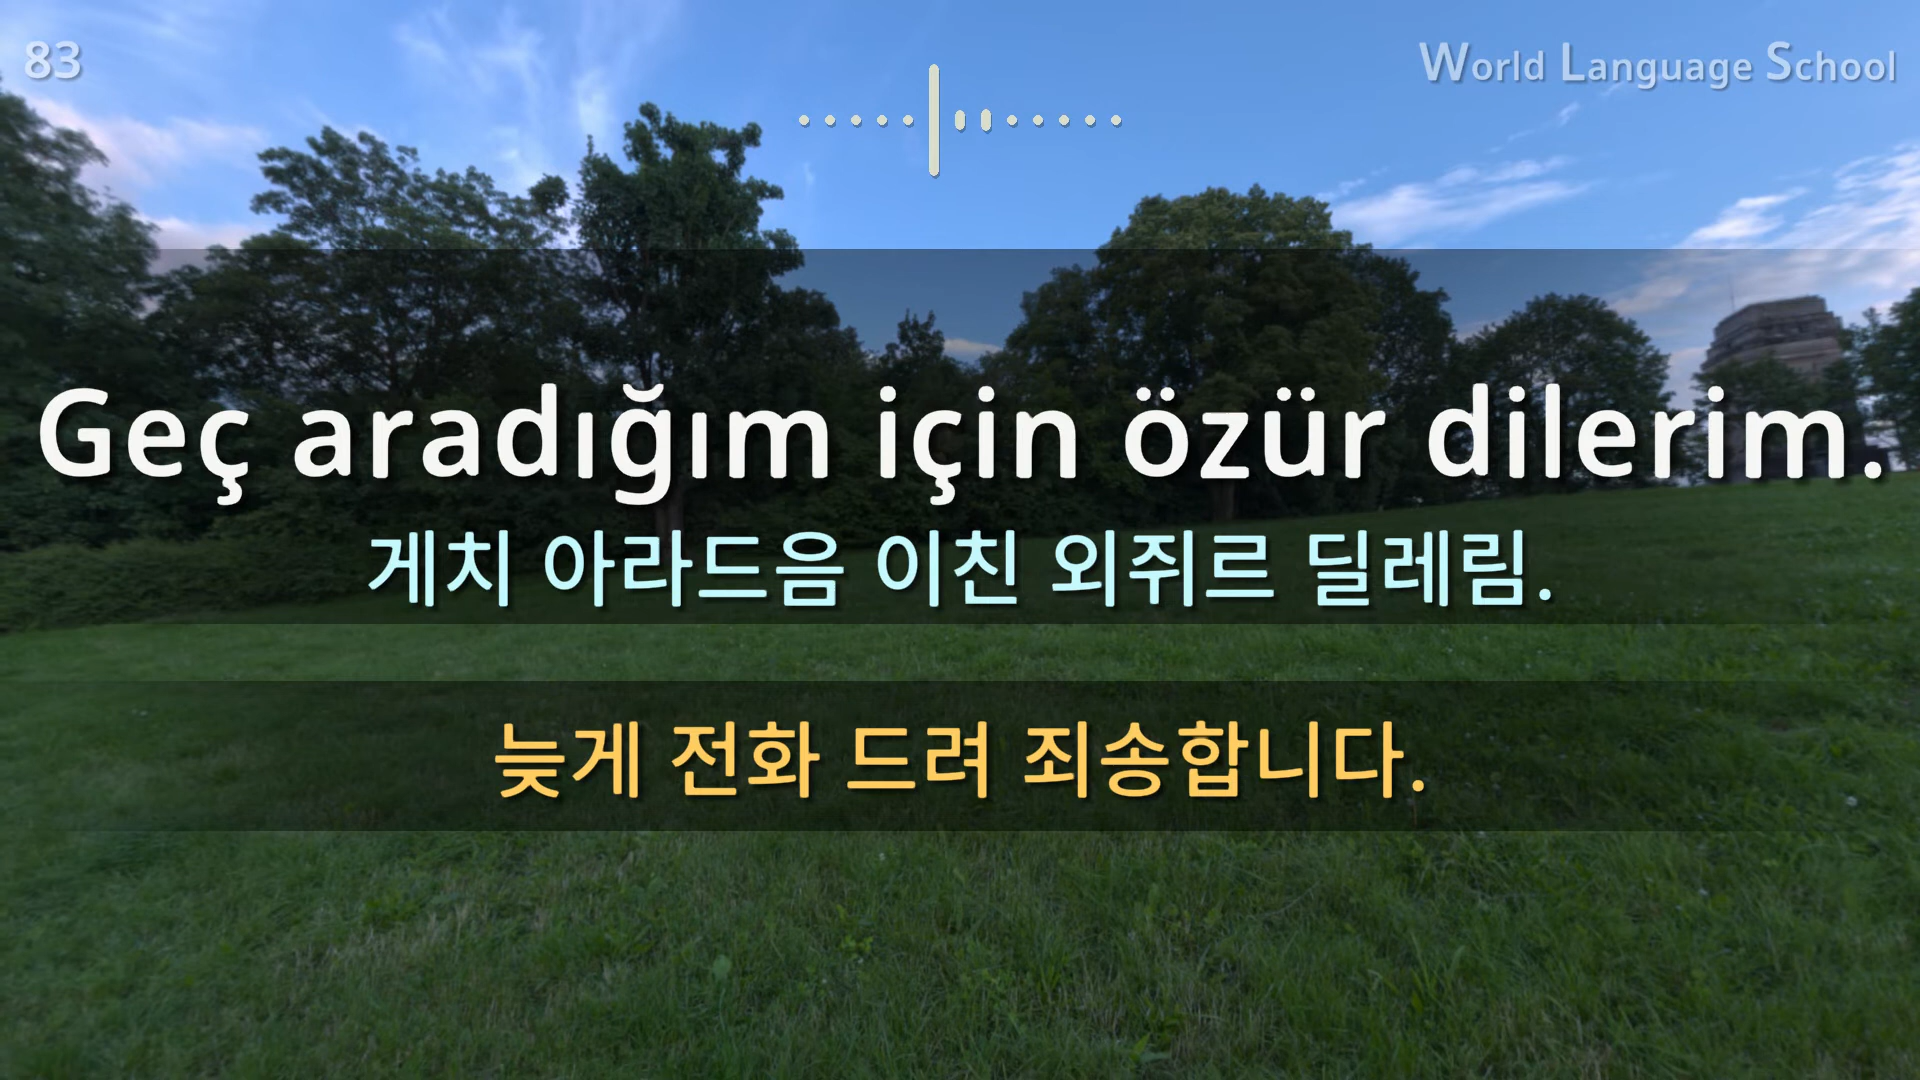 83
World Language School
Geç aradığım için özür dilerim.
게치 아라드음 이친 외쥐르 딜레림.
늦게 전화 드려 죄송합니다.